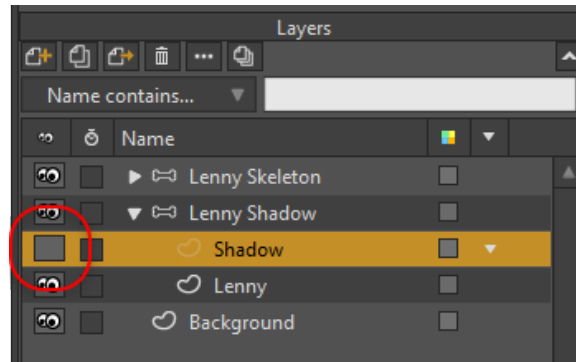 Layers
Name contains...
Name
Lenny Skeleton
Lenny Shadow
Shadow
Lenny
Background